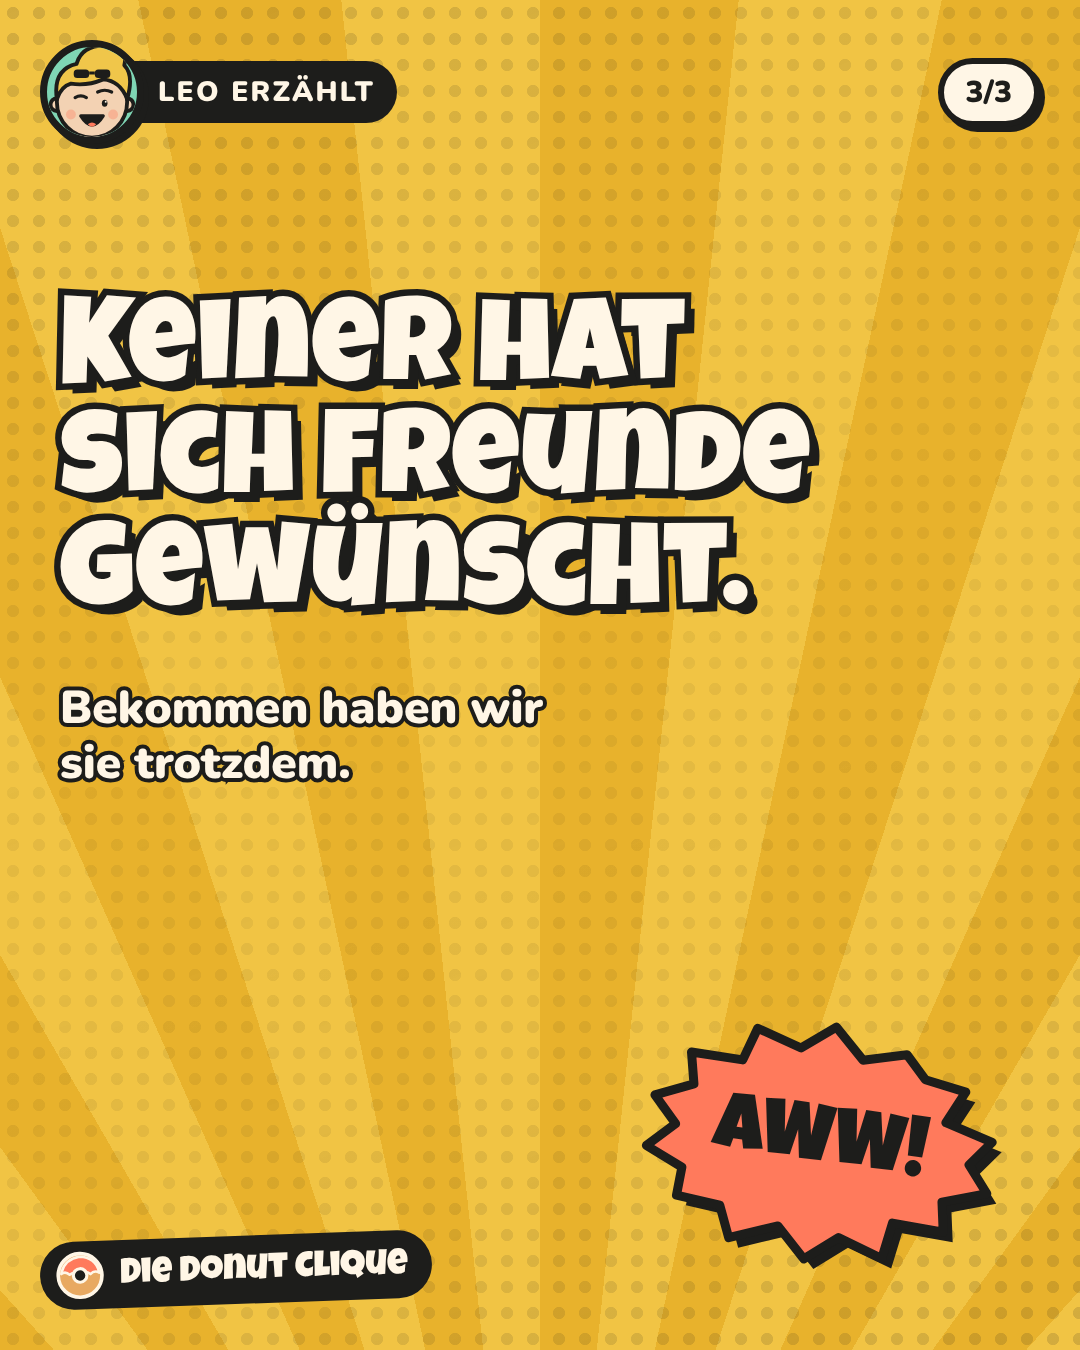 LEO ERZÄHLT
3/3
KEINER HAT
SICH FREUNDE
GEWÜNSCHT.
Bekommen haben wir
sie trotzdem.
AWW!
DIE DONUT CLIQUE